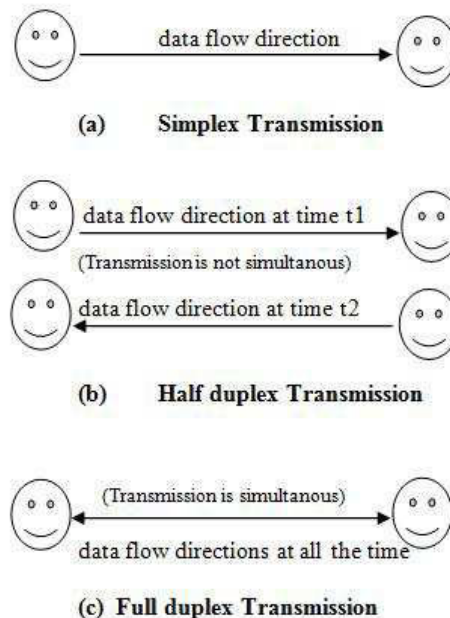 data flow direction
(a) Simplex Transmission
data flow direction at time t1
(Transmission is not simultanous)
data flow direction at time t2
(b) Half duplex Transmission
(Transmission is simultanous)
data flow directions at all the time
(c) Full duplex Transmission